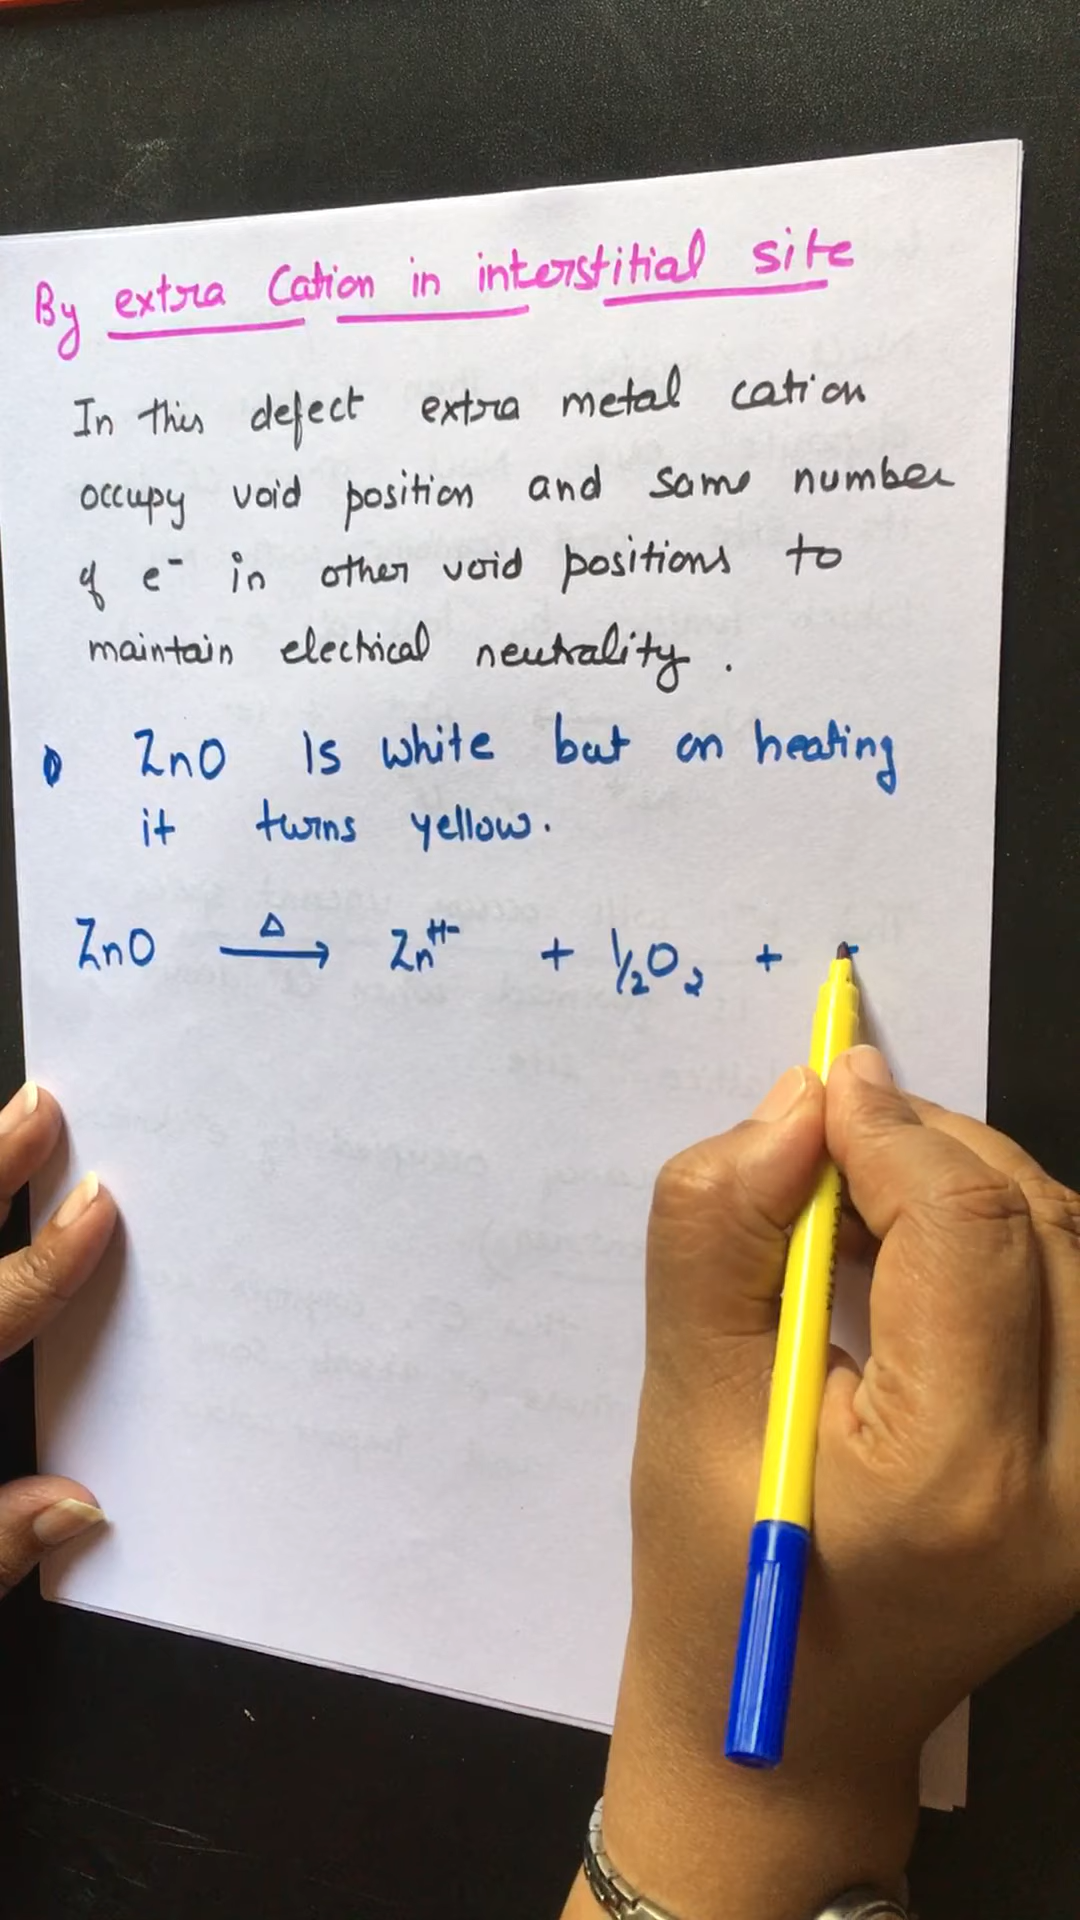 By extra Cation in interstitial site
In this defect extra metal cation
occupy void position and same number
of e⁻ in other void positions to
maintain electrical neutrality.
ZnO Is white but on heating
it turns yellow.
ZnO →^Δ Zn⁺⁺ + 1/2O₂ +